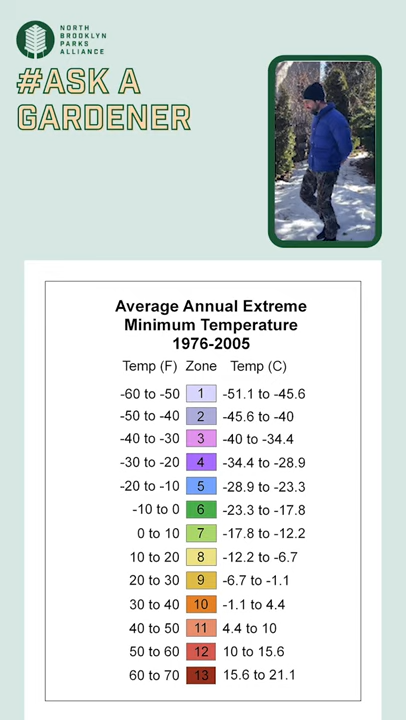 NORTH
BROOKLYN
PARKS
ALLIANCE
#ASK A
GARDENER
Average Annual Extreme
Minimum Temperature
1976-2005
Temp (F) Zone Temp (C)
-60 to -50 1 -51.1 to -45.6
-50 to -40 2 -45.6 to -40
-40 to -30 3 -40 to -34.4
-30 to -20 4 -34.4 to -28.9
-20 to -10 5 -28.9 to -23.3
-10 to 0 6 -23.3 to -17.8
0 to 10 7 -17.8 to -12.2
10 to 20 8 -12.2 to -6.7
20 to 30 9 -6.7 to -1.1
30 to 40 10 -1.1 to 4.4
40 to 50 11 4.4 to 10
50 to 60 12 10 to 15.6
60 to 70 13 15.6 to 21.1